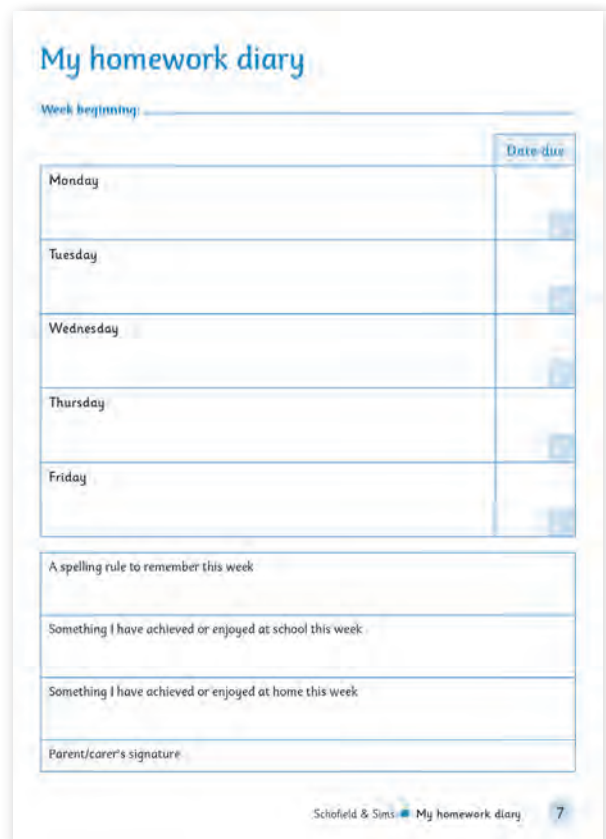 My homework diary
Week beginning:
Date due
Monday
Tuesday
Wednesday
Thursday
Friday
A spelling rule to remember this week
Something I have achieved or enjoyed at school this week
Something I have achieved or enjoyed at home this week
Parent/carer's signature
Schofield & Sims My homework diary 7